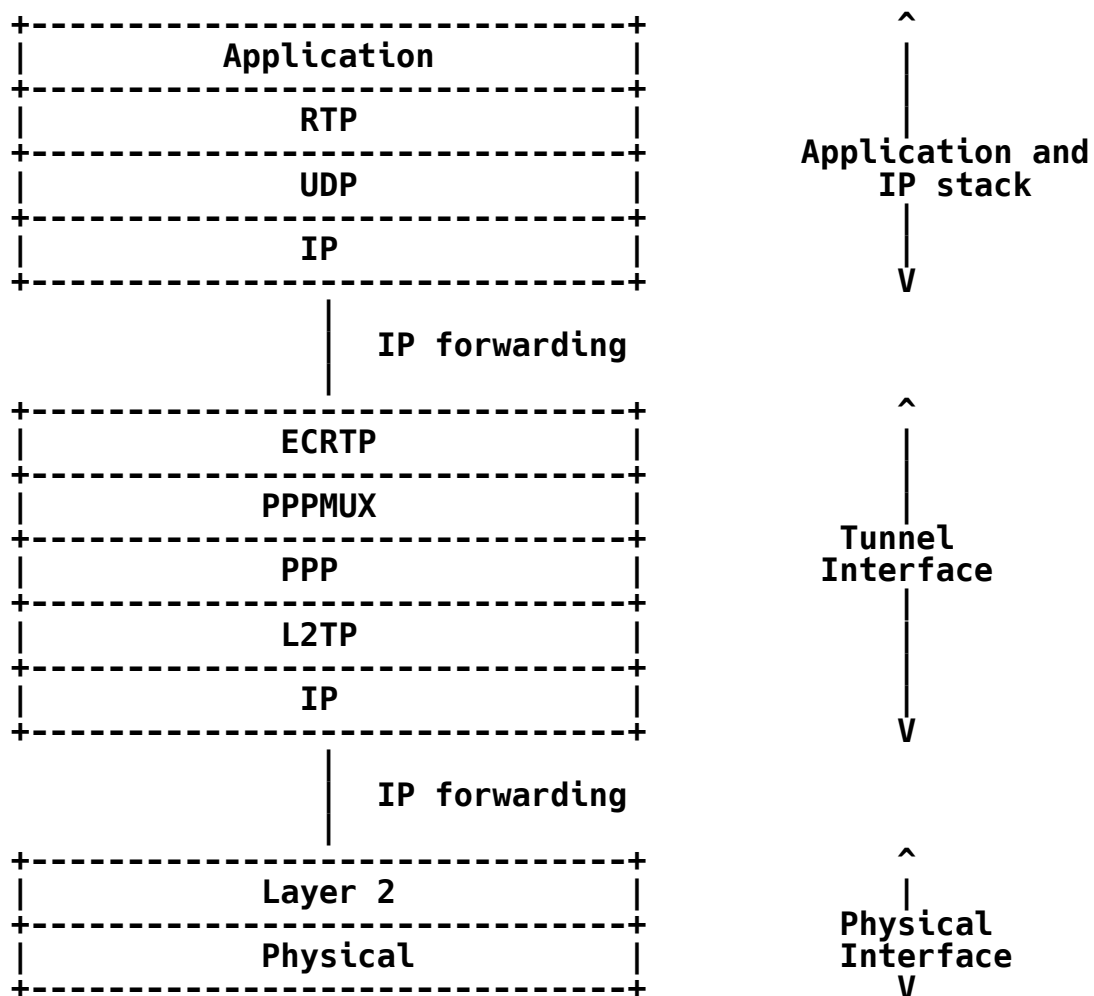 Application
RTP
Application and
UDP
IP stack
IP
IP forwarding
ECRTP
PPPMUX
Tunnel
PPP
Interface
L2TP
IP
IP forwarding
Layer 2
Physical
Physical
Interface